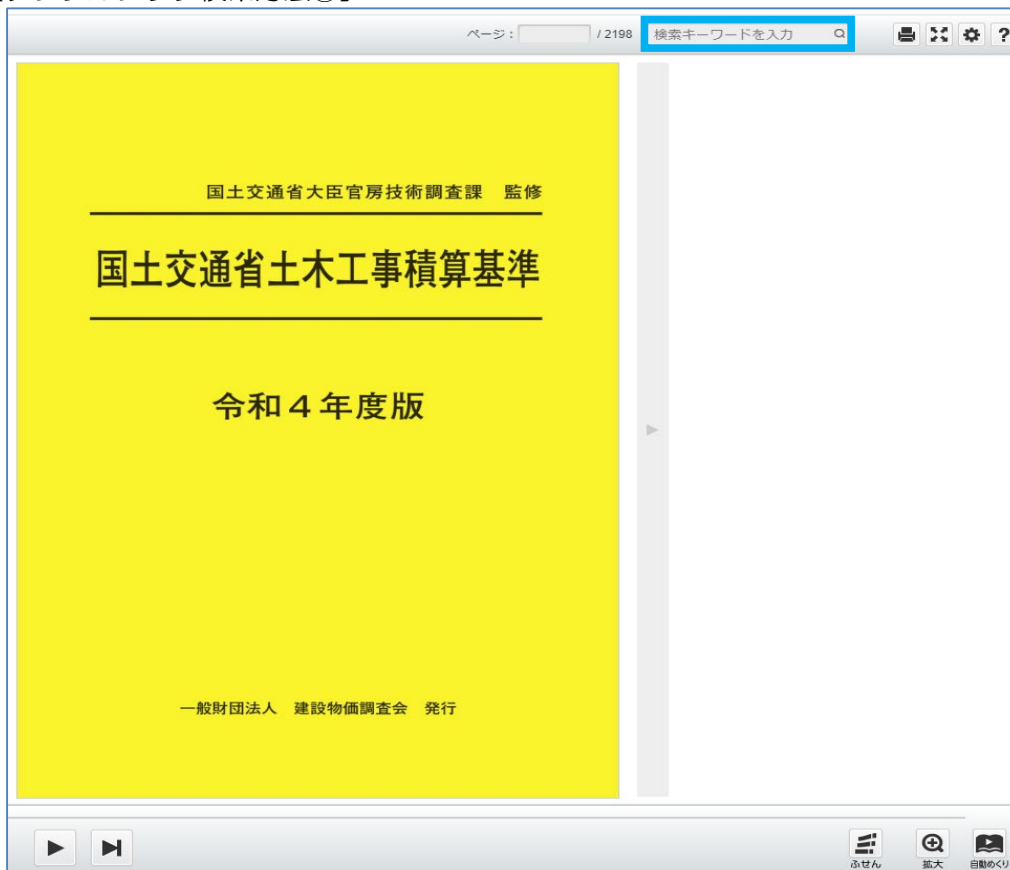 ページ： / 2198 検索キーワードを入力
国土交通省大臣官房技術調査課 監修
国土交通省土木工事積算基準
令和４年度版
一般財団法人 建設物価調査会 発行
ふせん 拡大 自動めくり